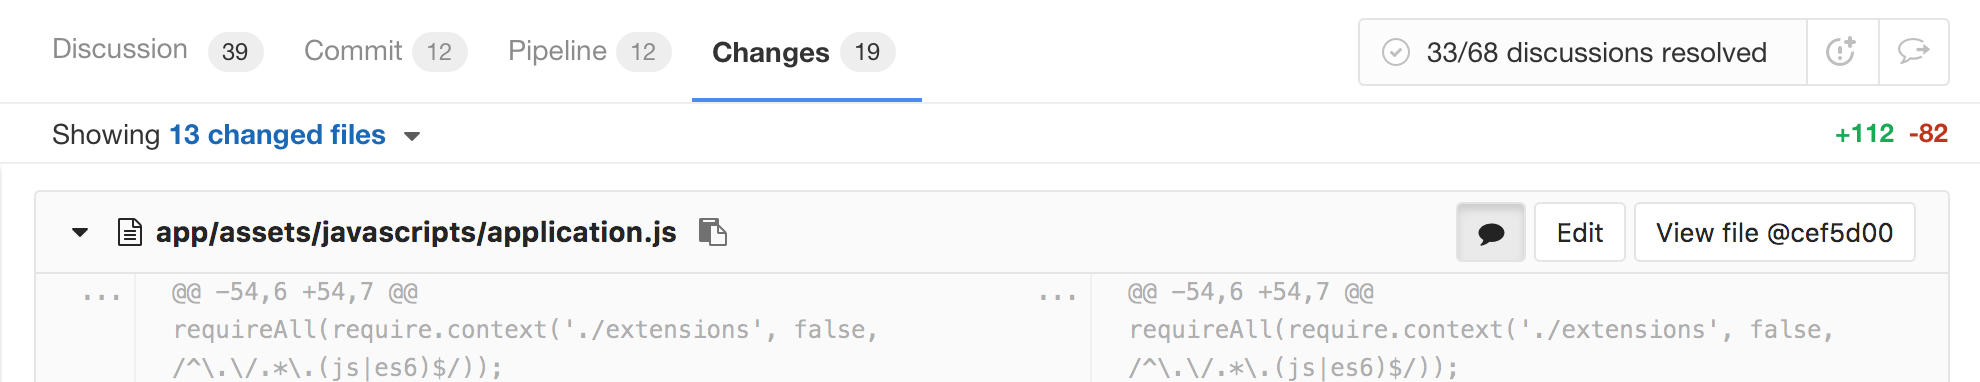 Discussion 39 Commit 12 Pipeline 12 Changes 19 33/68 discussions resolved
Showing 13 changed files +112 -82
app/assets/javascripts/application.js Edit View file @cef5d00
... @@ -54,6 +54,7 @@ ... @@ -54,6 +54,7 @@
requireAll(require.context('./extensions', false, requireAll(require.context('./extensions', false,
/^\.\/.*\.(js|es6)$/)); /^\.\/.*\.(js|es6)$/));